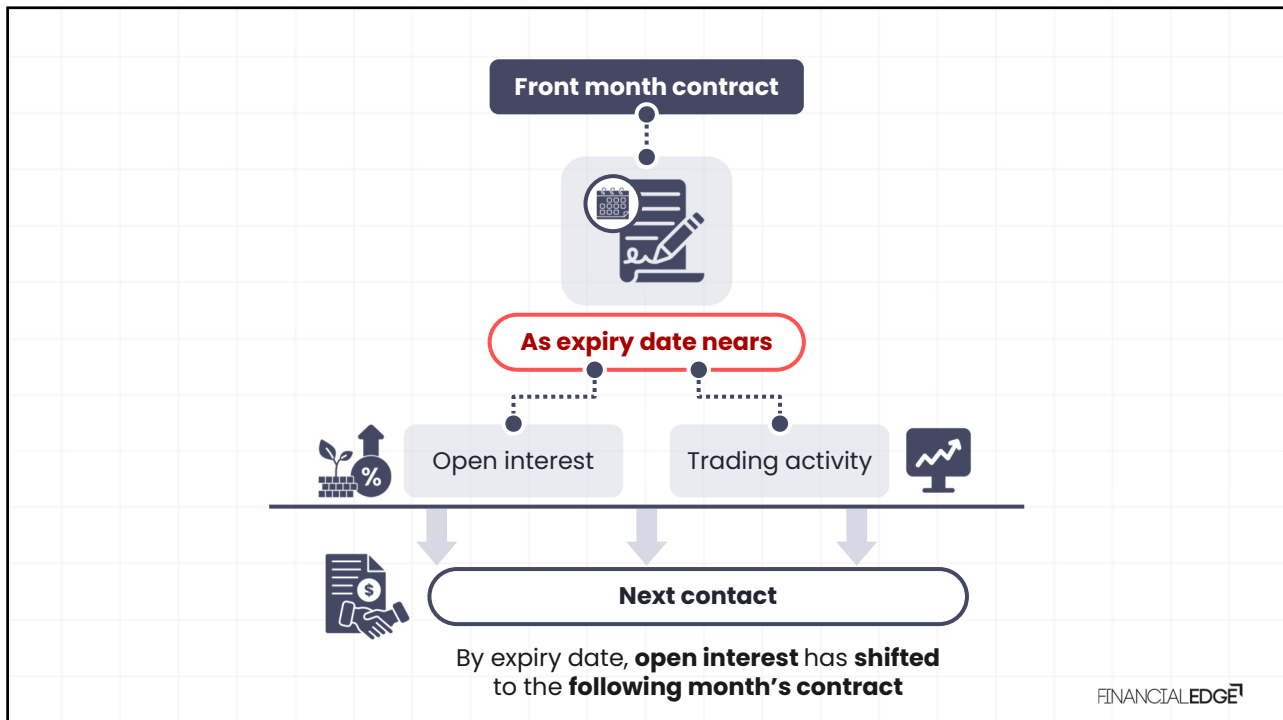 Front month contract
As expiry date nears
Open interest
Trading activity
%
$
Next contact
By expiry date, open interest has shifted
to the following month’s contract
FINANCIALEDGE